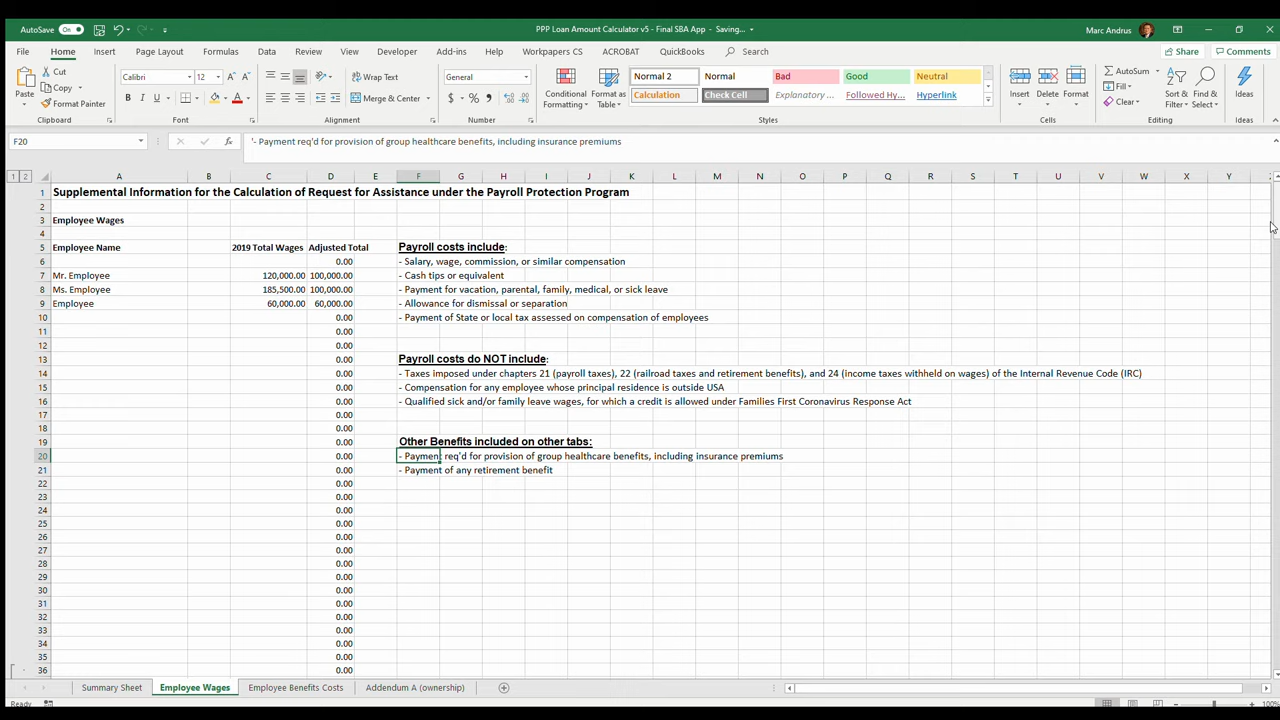 AutoSave On
PPP Loan Amount Calculator v5 - Final SBA App - Saving...
Marc Andrus
File Home Insert Page Layout Formulas Data Review View Developer Add-ins Help Workpapers CS ACROBAT QuickBooks Search Share Comments
Paste
Cut
Copy
Format Painter
Clipboard
Calibri 12
Font
Wrap Text
Merge & Center
Alignment
General
Number
Conditional Formatting
Format as Table
Normal 2 Normal Bad Good Neutral
Calculation Check Cell Explanatory ... Followed Hy... Hyperlink
Styles
Insert Delete Format
Cells
AutoSum
Fill
Clear
Sort & Filter
Find & Select
Editing
Ideas
Ideas
F20
'- Payment req'd for provision of group healthcare benefits, including insurance premiums
1 2
A B C D E F G H I J K L M N O P Q R S T U V W X Y
1 Supplemental Information for the Calculation of Request for Assistance under the Payroll Protection Program
2
3 Employee Wages
4
5 Employee Name 2019 Total Wages Adjusted Total Payroll costs include:
6 0.00 - Salary, wage, commission, or similar compensation
7 Mr. Employee 120,000.00 100,000.00 - Cash tips or equivalent
8 Ms. Employee 185,500.00 100,000.00 - Payment for vacation, parental, family, medical, or sick leave
9 Employee 60,000.00 60,000.00 - Allowance for dismissal or separation
10 0.00 - Payment of State or local tax assessed on compensation of employees
11 0.00
12 0.00
13 0.00 Payroll costs do NOT include:
14 0.00 - Taxes imposed under chapters 21 (payroll taxes), 22 (railroad taxes and retirement benefits), and 24 (income taxes withheld on wages) of the Internal Revenue Code (IRC)
15 0.00 - Compensation for any employee whose principal residence is outside USA
16 0.00 - Qualified sick and/or family leave wages, for which a credit is allowed under Families First Coronavirus Response Act
17 0.00
18 0.00
19 0.00 Other Benefits included on other tabs:
20 0.00 - Payment req'd for provision of group healthcare benefits, including insurance premiums
21 0.00 - Payment of any retirement benefit
22 0.00
23 0.00
24 0.00
25 0.00
26 0.00
27 0.00
28 0.00
29 0.00
30 0.00
31 0.00
32 0.00
33 0.00
34 0.00
35 0.00
36 0.00
Summary Sheet Employee Wages Employee Benefits Costs Addendum A (ownership)
Ready
100%